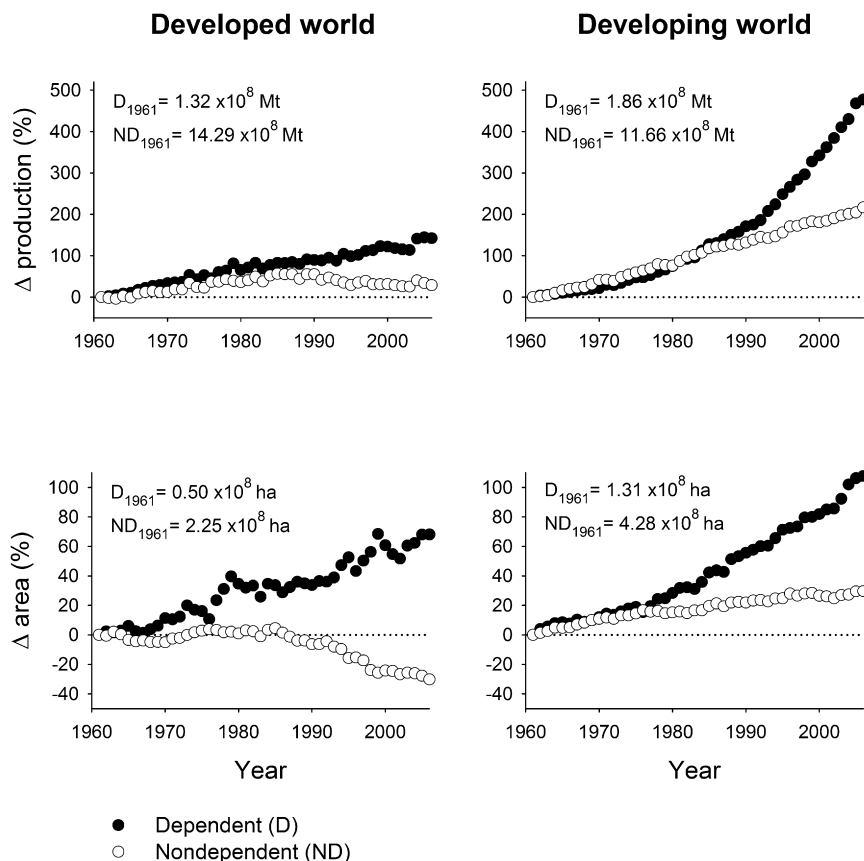 Developed world
Developing world
Δ production (%)
500
400
300
200
100
0
D1961= 1.32 x10^8 Mt
ND1961= 14.29 x10^8 Mt
1960 1970 1980 1990 2000
500
400
300
200
100
0
D1961= 1.86 x10^8 Mt
ND1961= 11.66 x10^8 Mt
1960 1970 1980 1990 2000
Δ area (%)
100
80
60
40
20
0
-20
-40
D1961= 0.50 x10^8 ha
ND1961= 2.25 x10^8 ha
1960 1970 1980 1990 2000
Year
100
80
60
40
20
0
-20
-40
D1961= 1.31 x10^8 ha
ND1961= 4.28 x10^8 ha
1960 1970 1980 1990 2000
Year
Dependent (D)
Nondependent (ND)